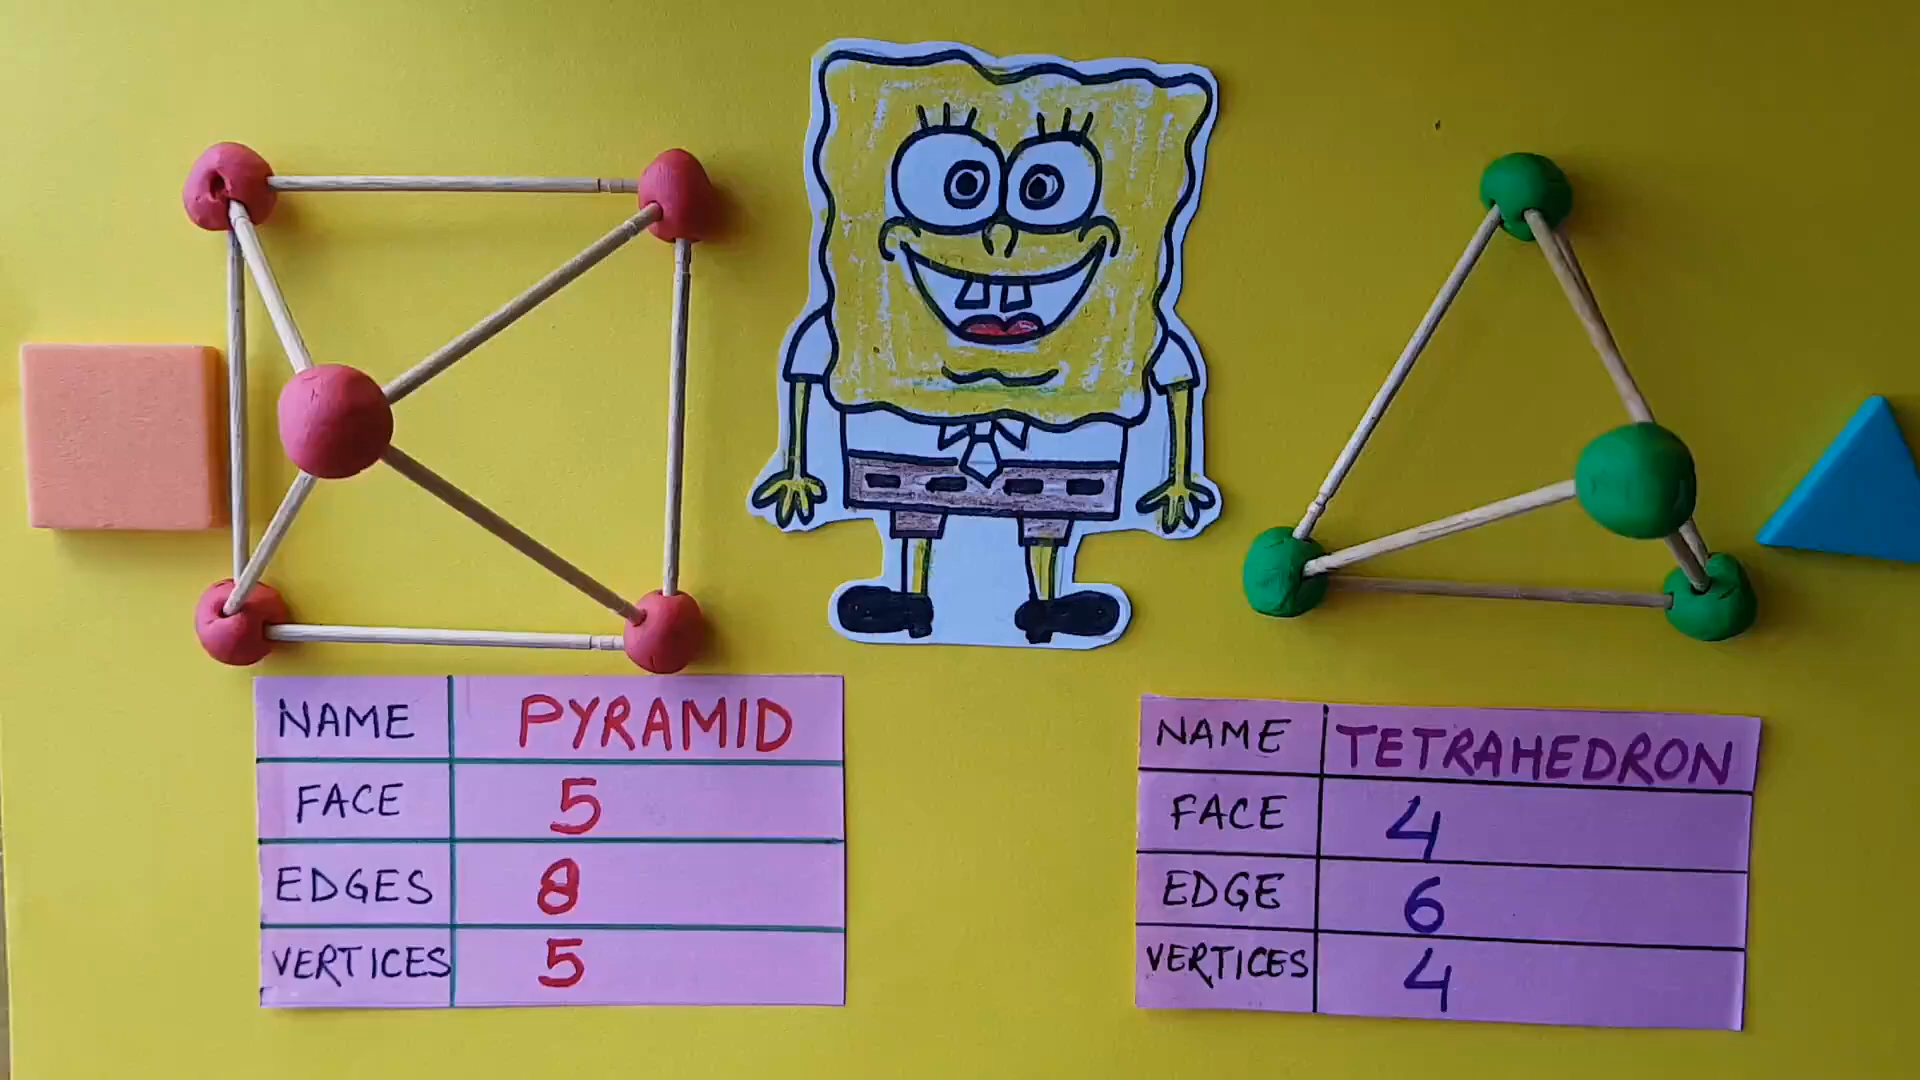 NAME PYRAMID
FACE 5
EDGES 8
VERTICES 5
NAME TETRAHEDRON
FACE 4
EDGE 6
VERTICES 4